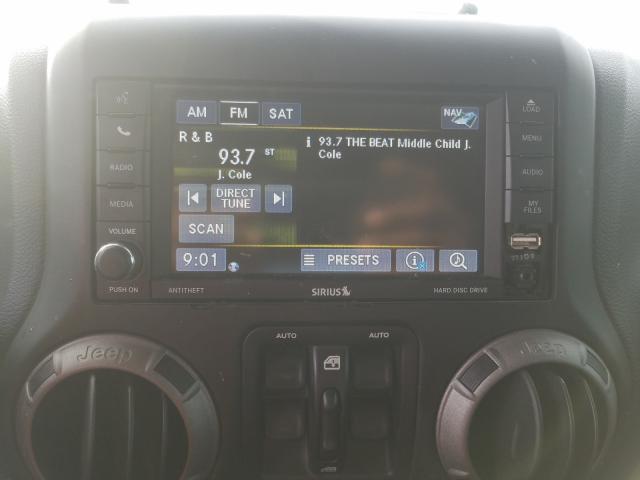 AM FM SAT NAV
R & B
93.7 ST
J. Cole
i 93.7 THE BEAT Middle Child J.
Cole
DIRECT
TUNE
SCAN
9:01
PRESETS
RADIO
MEDIA
VOLUME
PUSH ON
LOAD
MENU
AUDIO
MY
FILES
ANTITHEFT
SIRIUS
HARD DISC DRIVE
AUTO AUTO
Jeep Jeep